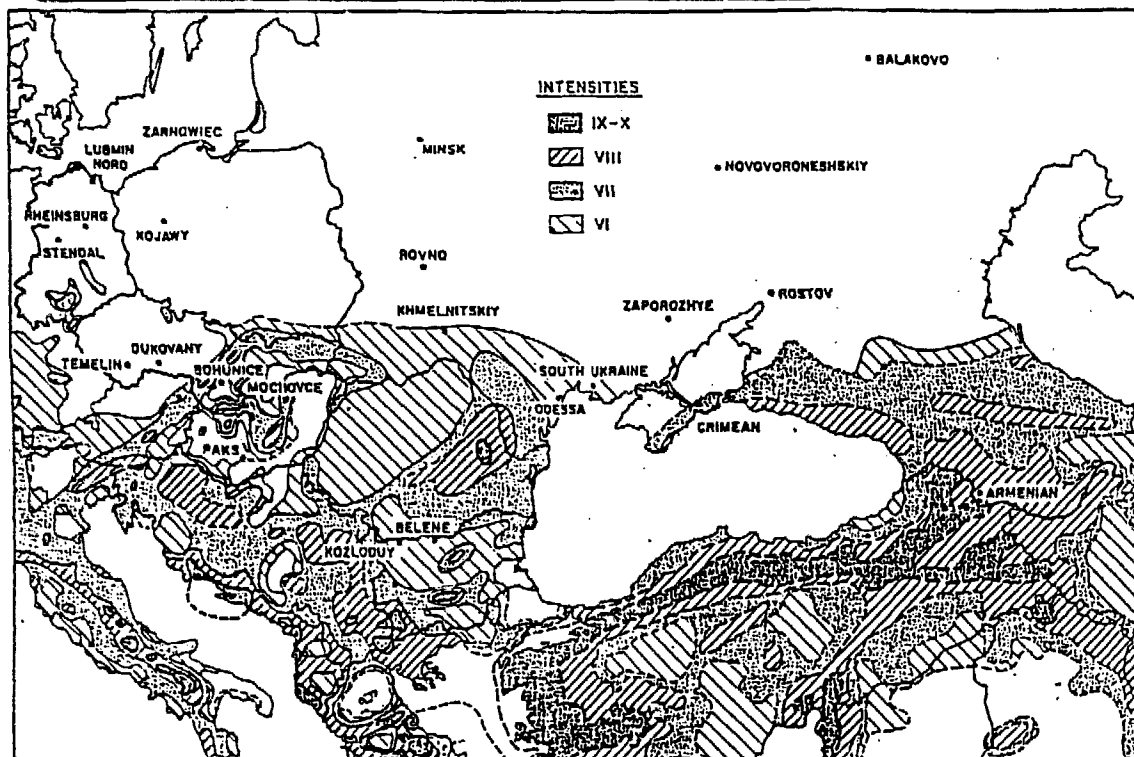 BALAKOVO
INTENSITIES
IX-X
VIII
VII
VI
ZARNOWIEC
LUBMIN
NORD
MINSK
NOVOVORONESHSKIY
RHEINSBURG
STENDAL
KOJAWY
ROVNO
KHMELNITSKIY
ZAPOROZHYE
ROSTOV
TEMELIN
DUKOVANY
BOHUNICE
MOCHOVCE
SOUTH UKRAINE
ODESSA
CRIMEAN
PAKS
ARMENIAN
BELENE
KOZLODUY